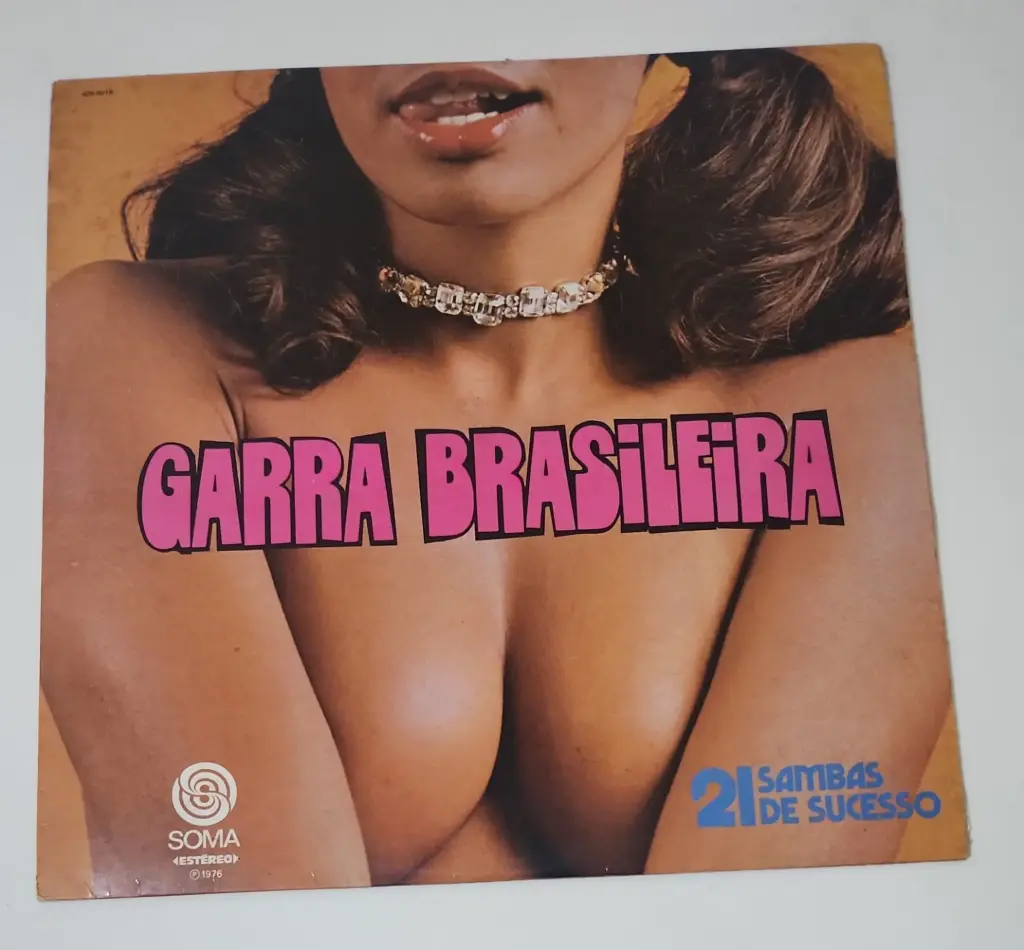 GARRA BRASILEIRA
21 SAMBAS
DE SUCESSO
SOMA
ESTÉREO
℗ 1976